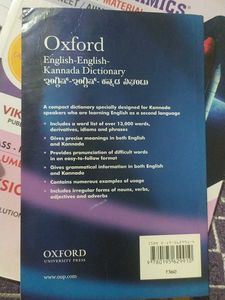 MATERIAL
Oxford
English-English-
Kannada Dictionary
ಇಂಗ್ಲಿಷ್-ಇಂಗ್ಲಿಷ್-ಕನ್ನಡ ನಿಘಂಟು
A compact dictionary specially designed for Kannada
speakers who are learning English as a second language
• Includes a word list of over 13,000 words,
derivatives, idioms and phrases
• Gives precise meanings in both English
and Kannada
• Provides pronunciation of difficult words
in an easy-to-follow format
• Gives grammatical information in both English
and Kannada
• Contains numerous examples of usage
• Includes irregular forms of nouns, verbs,
adjectives and adverbs
OXFORD
UNIVERSITY PRESS
www.oup.com